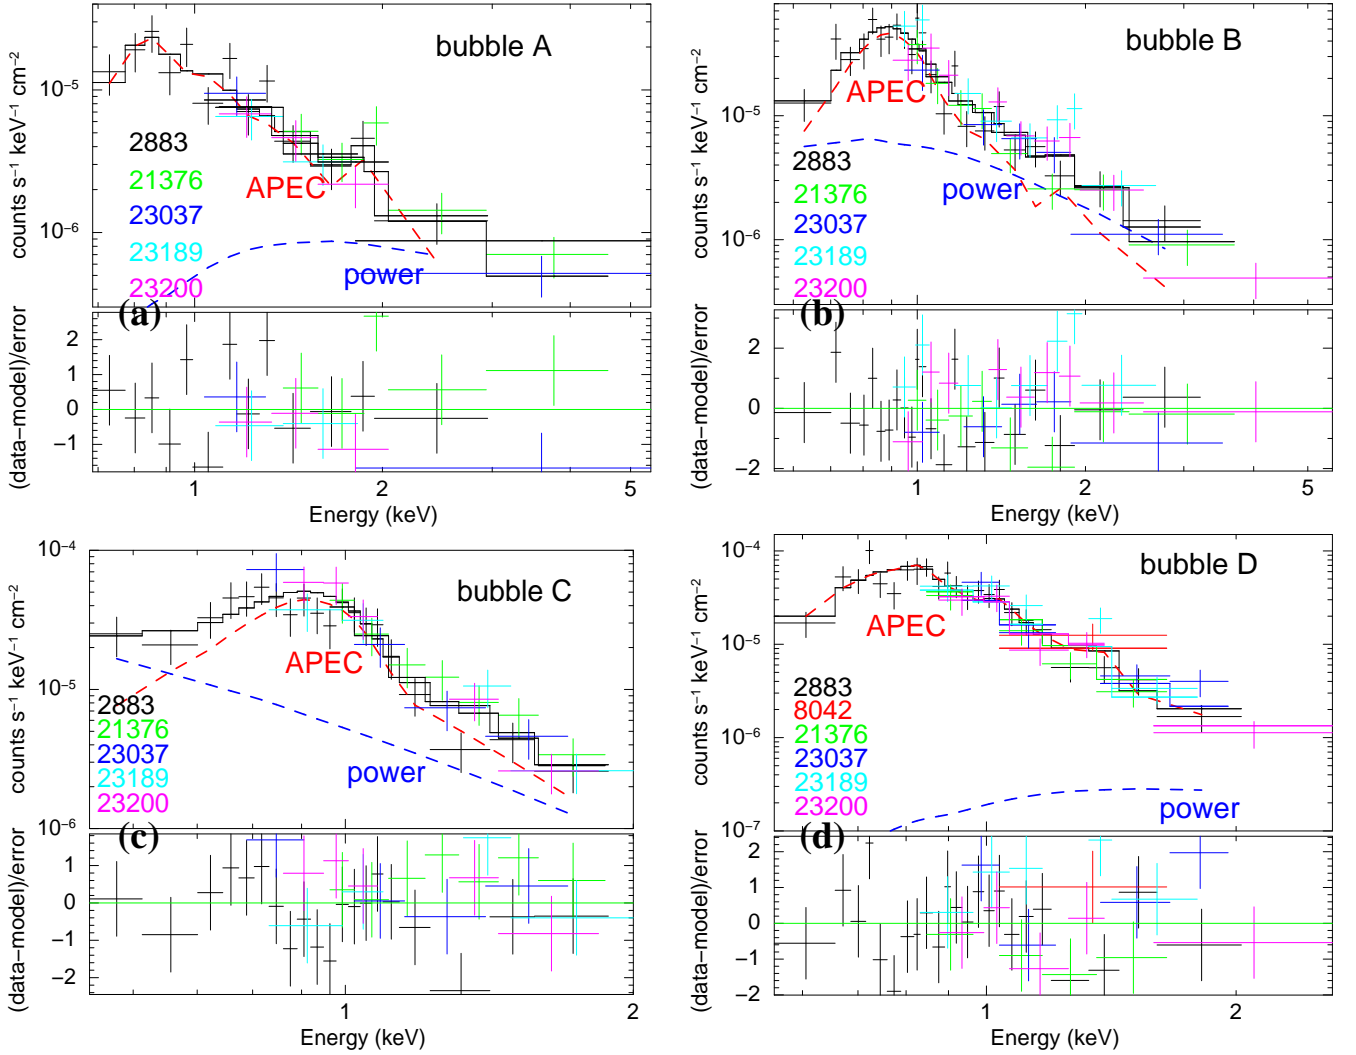 bubble A
10⁻⁵
10⁻⁶
counts s⁻¹ keV⁻¹ cm⁻²
2883
21376
23037
23189
23200
APEC
power
(a)
2
1
0
−1
(data−model)/error
1
2
5
Energy (keV)
bubble B
10⁻⁵
10⁻⁶
counts s⁻¹ keV⁻¹ cm⁻²
APEC
2883
21376
23037
23189
23200
power
(b)
2
0
−2
(data−model)/error
1
2
5
Energy (keV)
bubble C
10⁻⁴
10⁻⁵
10⁻⁶
counts s⁻¹ keV⁻¹ cm⁻²
APEC
2883
21376
23037
23189
23200
power
(c)
1
0
−1
−2
(data−model)/error
1
2
Energy (keV)
bubble D
10⁻⁴
10⁻⁵
10⁻⁶
10⁻⁷
counts s⁻¹ keV⁻¹ cm⁻²
APEC
2883
8042
21376
23037
23189
23200
power
(d)
2
1
0
−1
−2
(data−model)/error
1
2
Energy (keV)